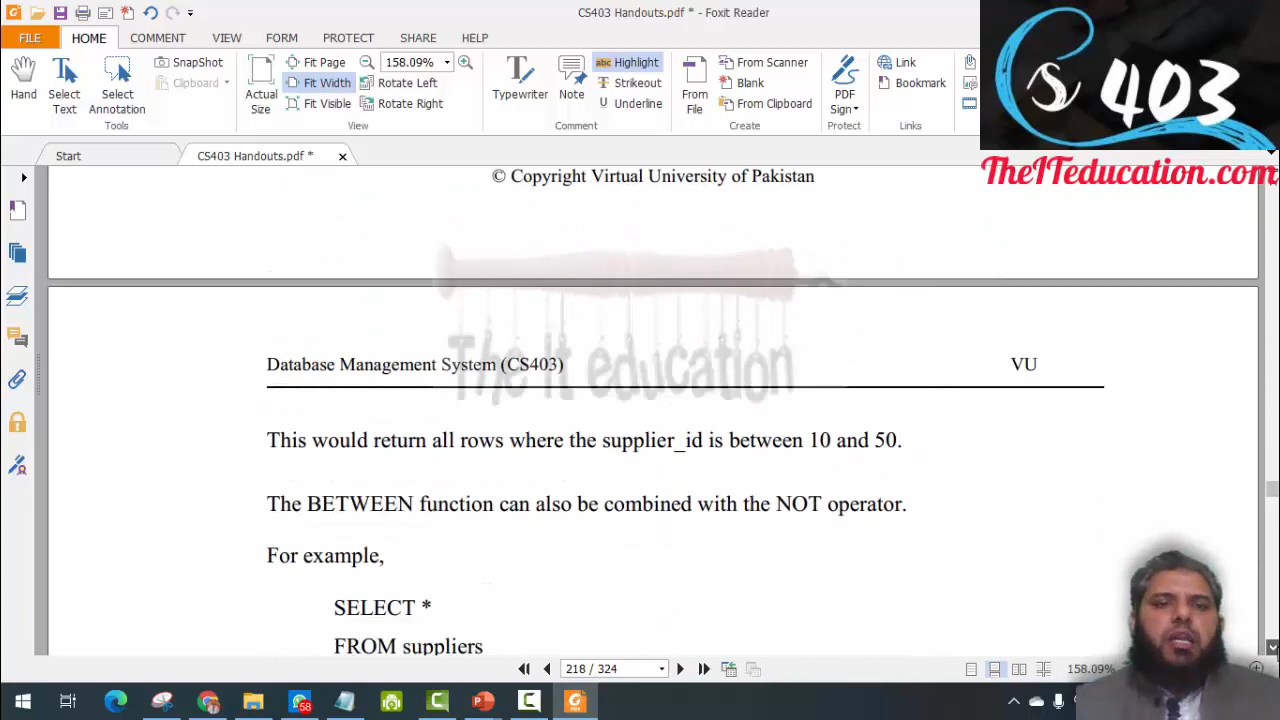 CS403 Handouts.pdf * - Foxit Reader
FILE HOME COMMENT VIEW FORM PROTECT SHARE HELP
Hand
Select Text
Select Annotation
SnapShot
Clipboard
Tools
Actual Size
Fit Page
Fit Width
Fit Visible
158.09%
Rotate Left
Rotate Right
View
Typewriter
Note
abc Highlight
Strikeout
U Underline
Comment
From File
From Scanner
Blank
From Clipboard
Create
PDF Sign
Protect
Link
Bookmark
Links
CS 403
TheITeducation.com
Start
CS403 Handouts.pdf *
© Copyright Virtual University of Pakistan
The It education
Database Management System (CS403) VU
This would return all rows where the supplier_id is between 10 and 50.
The BETWEEN function can also be combined with the NOT operator.
For example,
SELECT *
FROM suppliers
218 / 324
158.09%
58